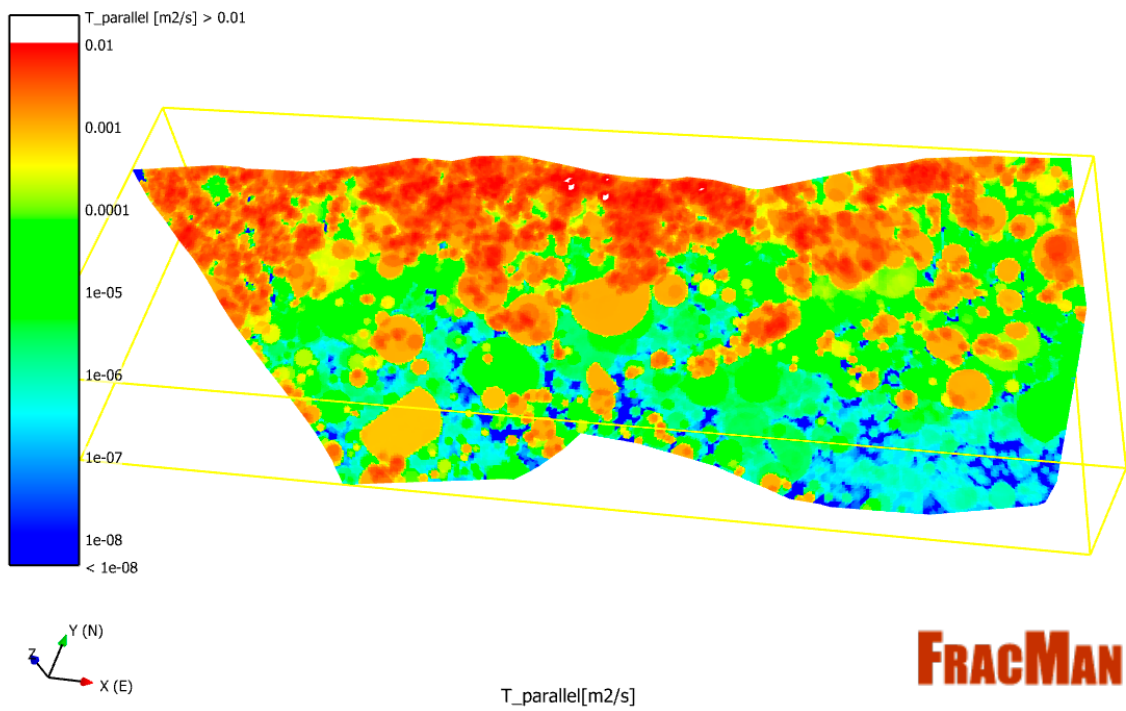 T_parallel [m2/s] > 0.01
0.01
0.001
0.0001
1e-05
1e-06
1e-07
1e-08
< 1e-08
Y (N)
Z
X (E)
T_parallel[m2/s]
FRACMAN